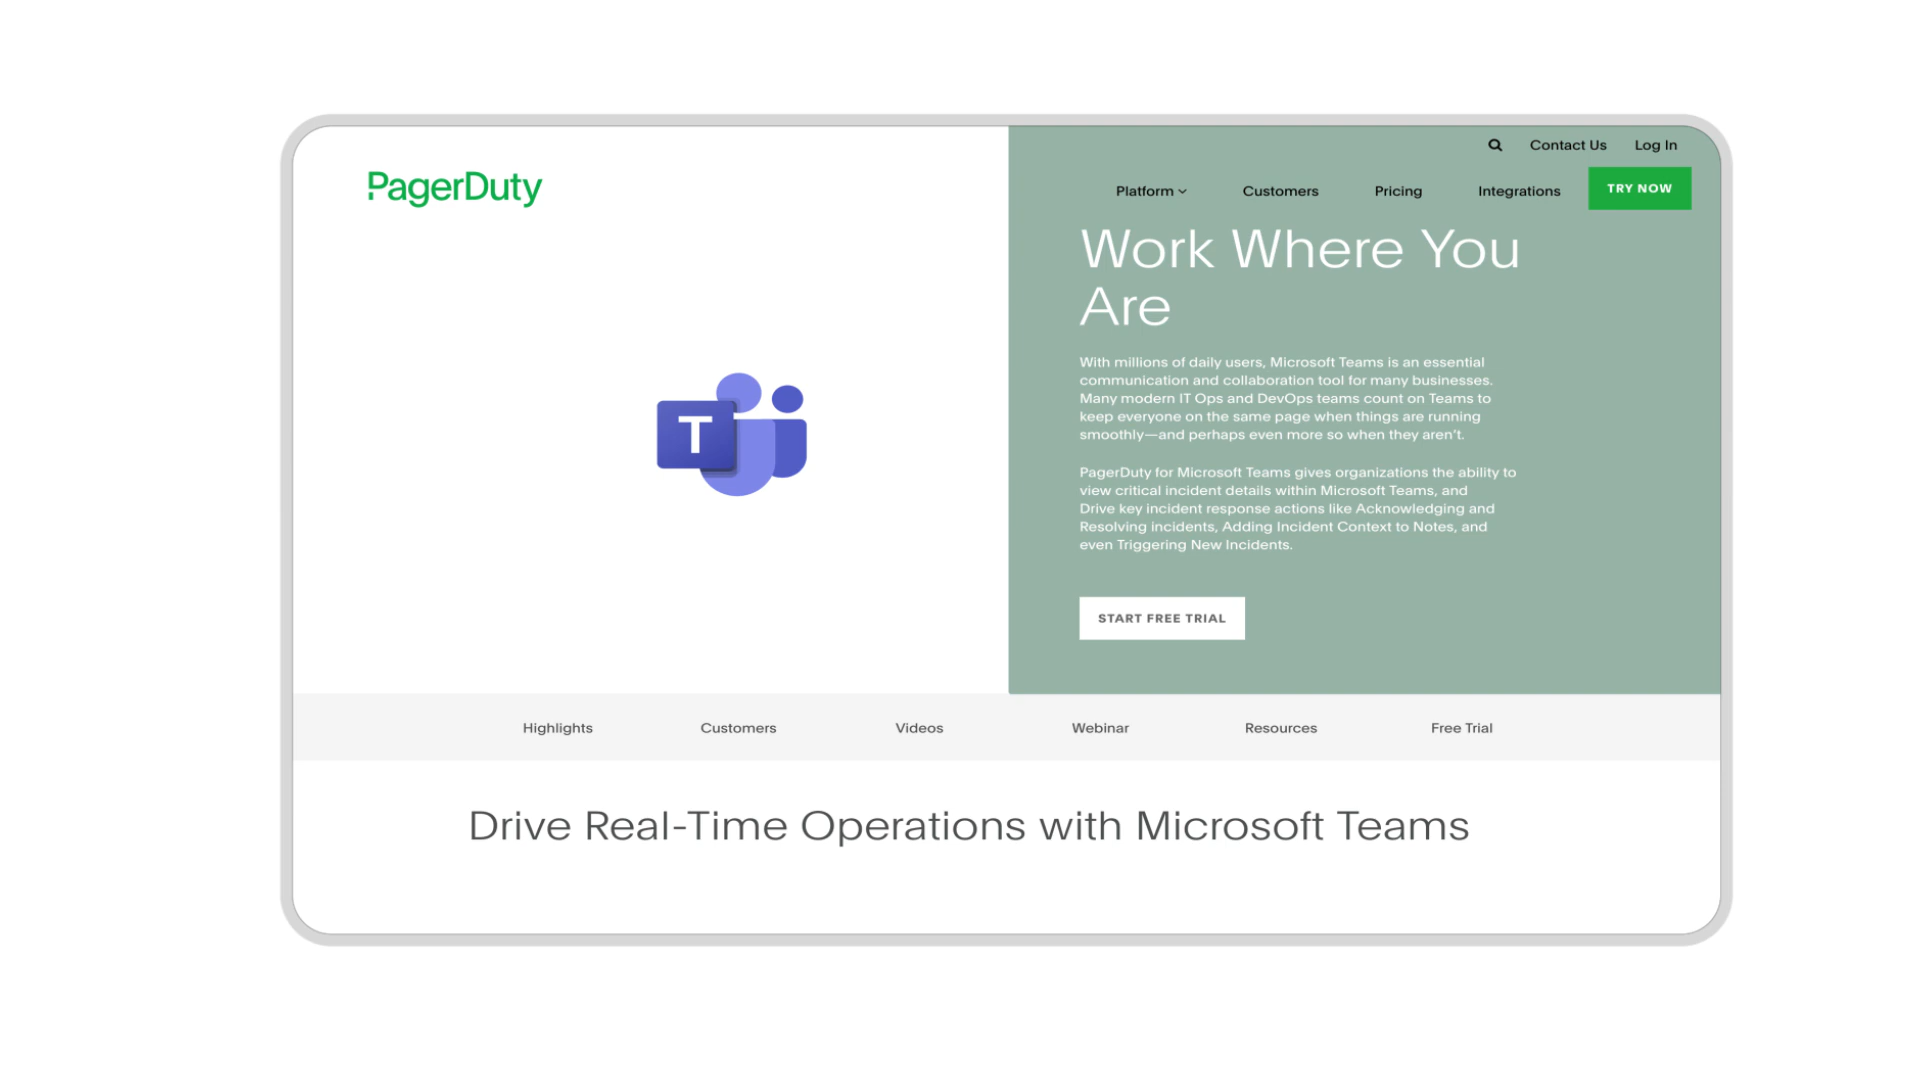 Contact Us Log In
PagerDuty
Platform Customers Pricing Integrations TRY NOW
Work Where You
Are
With millions of daily users, Microsoft Teams is an essential
communication and collaboration tool for many businesses.
Many modern IT Ops and DevOps teams count on Teams to
keep everyone on the same page when things are running
smoothly—and perhaps even more so when they aren't.
PagerDuty for Microsoft Teams gives organizations the ability to
view critical incident details within Microsoft Teams, and
Drive key incident response actions like Acknowledging and
Resolving incidents, Adding Incident Context to Notes, and
even Triggering New Incidents.
T
START FREE TRIAL
Highlights Customers Videos Webinar Resources Free Trial
Drive Real-Time Operations with Microsoft Teams